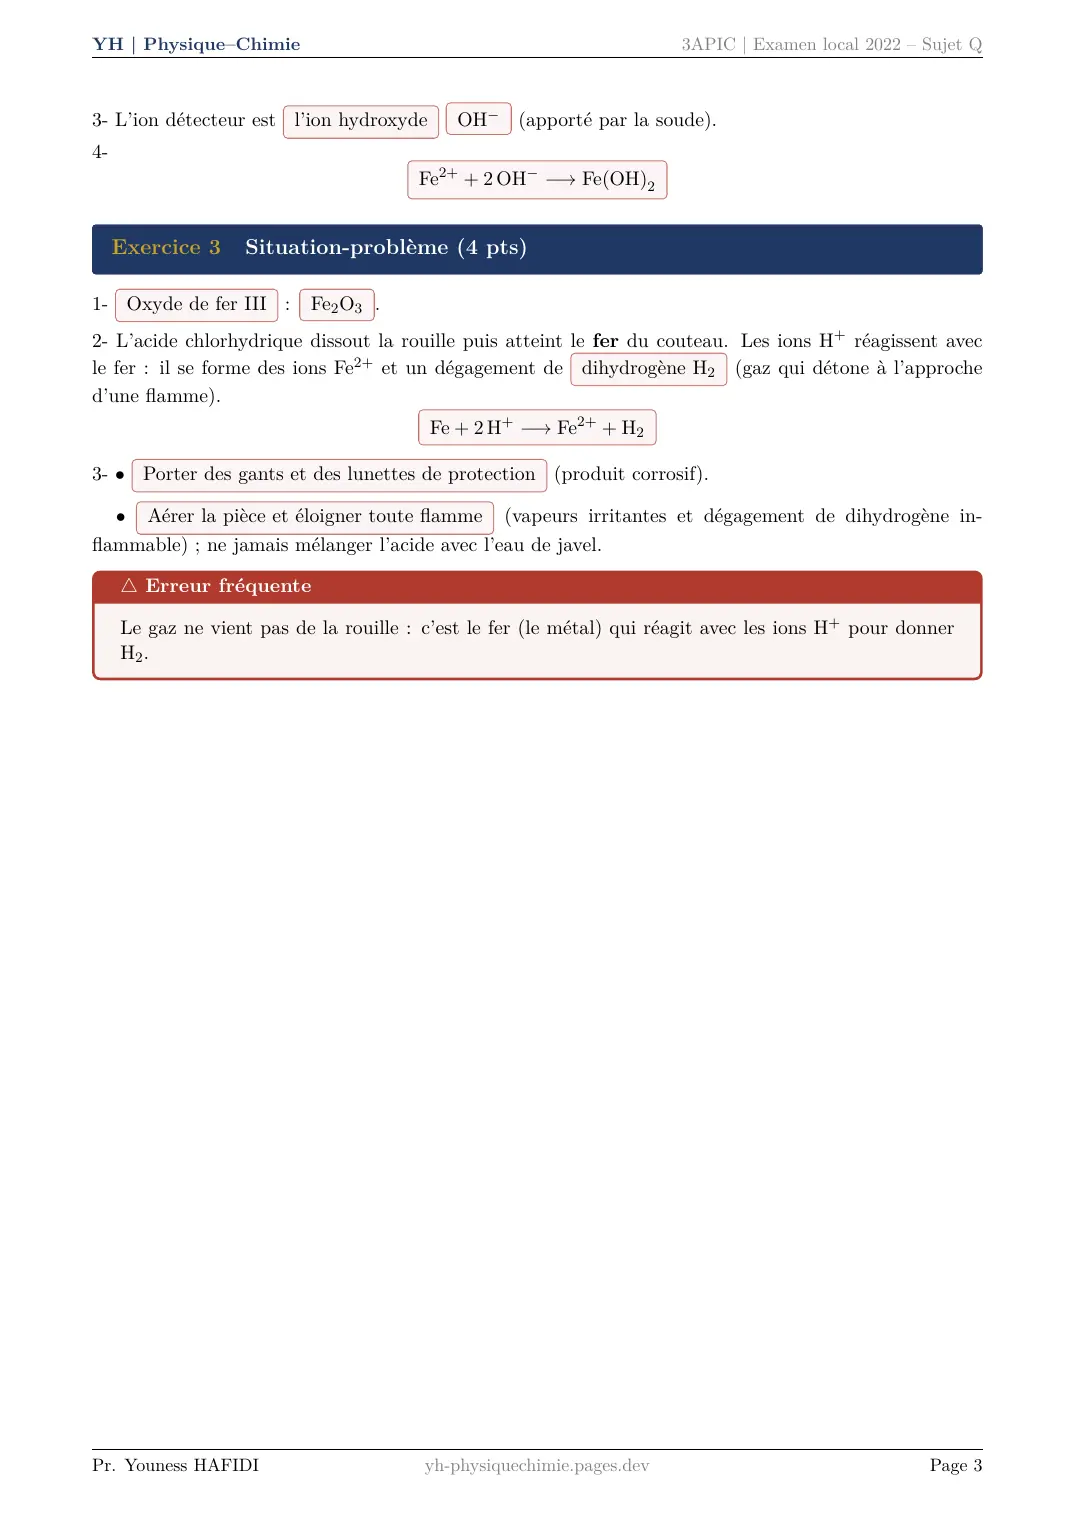 YH | Physique–Chimie 3APIC | Examen local 2022 – Sujet Q
3- L'ion détecteur est l'ion hydroxyde OH⁻ (apporté par la soude).
4-
Fe²⁺ + 2 OH⁻ ⟶ Fe(OH)₂
Exercice 3 Situation-problème (4 pts)
1- Oxyde de fer III : Fe₂O₃.
2- L'acide chlorhydrique dissout la rouille puis atteint le fer du couteau. Les ions H⁺ réagissent avec
le fer : il se forme des ions Fe²⁺ et un dégagement de dihydrogène H₂ (gaz qui détone à l'approche
d'une flamme).
Fe + 2 H⁺ ⟶ Fe²⁺ + H₂
3- • Porter des gants et des lunettes de protection (produit corrosif).
• Aérer la pièce et éloigner toute flamme (vapeurs irritantes et dégagement de dihydrogène in-
flammable) ; ne jamais mélanger l'acide avec l'eau de javel.
△ Erreur fréquente
Le gaz ne vient pas de la rouille : c'est le fer (le métal) qui réagit avec les ions H⁺ pour donner
H₂.
Pr. Youness HAFIDI yh-physiquechimie.pages.dev Page 3